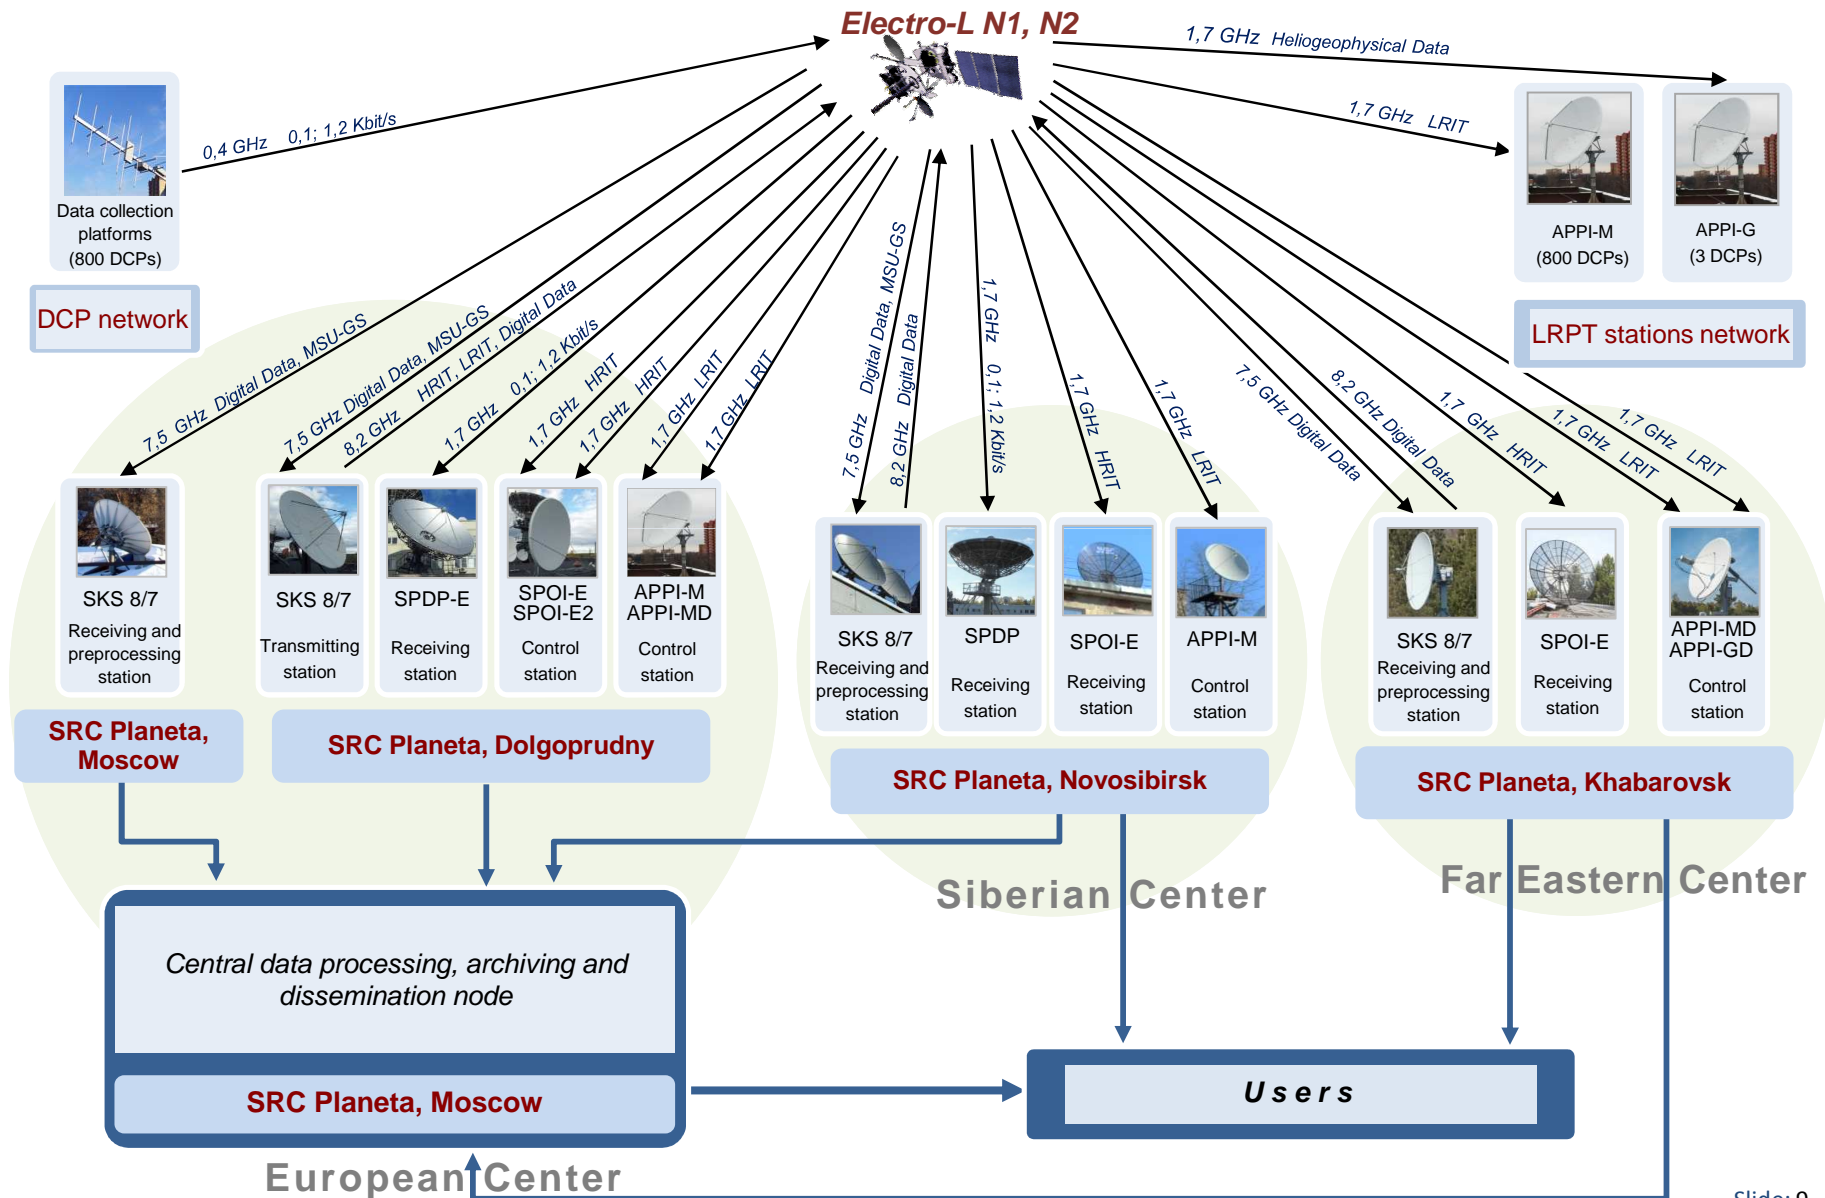 Electro-L N1, N2
1,7 GHz Heliogeophysical Data
1,7 GHz LRIT
0,4 GHz 0,1; 1,2 Kbit/s
Data collection
platforms
(800 DCPs)
APPI-M
(800 DCPs)
APPI-G
(3 DCPs)
DCP network
LRPT stations network
7,5 GHz Digital Data, MSU-GS
7,5 GHz Digital Data, MSU-GS
8,2 GHz HRIT, LRIT, Digital Data
1,7 GHz 0,1; 1,2 Kbit/s
1,7 GHz HRIT
1,7 GHz HRIT
1,7 GHz LRIT
1,7 GHz LRIT
7,5 GHz Digital Data, MSU-GS
8,2 GHz Digital Data
1,7 GHz 0,1; 1,2 Kbit/s
1,7 GHz HRIT
1,7 GHz LRIT
7,5 GHz Digital Data
8,2 GHz Digital Data
1,7 GHz HRIT
1,7 GHz LRIT
1,7 GHz LRIT
SKS 8/7
Receiving and
preprocessing
station
SKS 8/7
Transmitting
station
SPDP-E
Receiving
station
SPOI-E
SPOI-E2
Control
station
APPI-M
APPI-MD
Control
station
SKS 8/7
Receiving and
preprocessing
station
SPDP
Receiving
station
SPOI-E
Receiving
station
APPI-M
Control
station
SKS 8/7
Receiving and
preprocessing
station
SPOI-E
Receiving
station
APPI-MD
APPI-GD
Control
station
SRC Planeta,
Moscow
SRC Planeta, Dolgoprudny
SRC Planeta, Novosibirsk
SRC Planeta, Khabarovsk
Siberian Center
Far Eastern Center
Central data processing, archiving and
dissemination node
SRC Planeta, Moscow
Users
European Center
Slide: 9